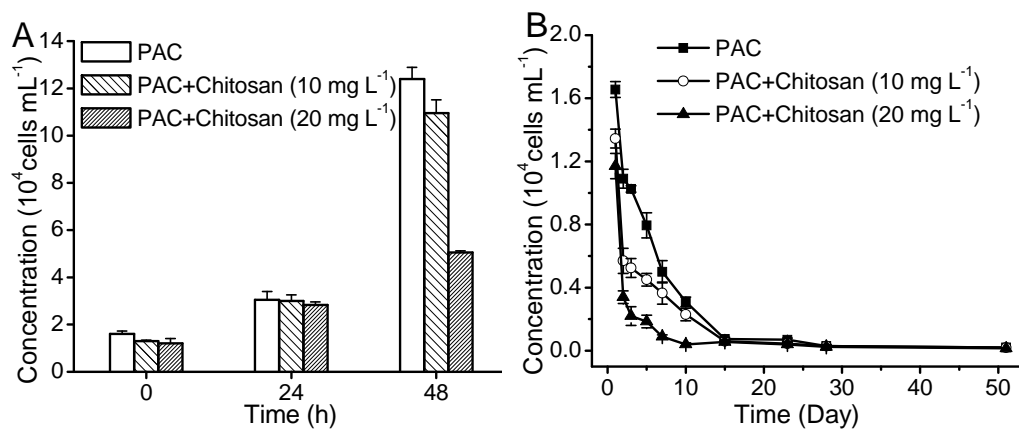 A
PAC
PAC+Chitosan (10 mg L⁻¹)
PAC+Chitosan (20 mg L⁻¹)
Concentration (10⁴cells mL⁻¹)
14
12
10
8
6
4
2
0
0 24 48
Time (h)
B
PAC
PAC+Chitosan (10 mg L⁻¹)
PAC+Chitosan (20 mg L⁻¹)
Concentration (10⁴cells mL⁻¹)
2.0
1.6
1.2
0.8
0.4
0.0
0 10 20 30 40 50
Time (Day)